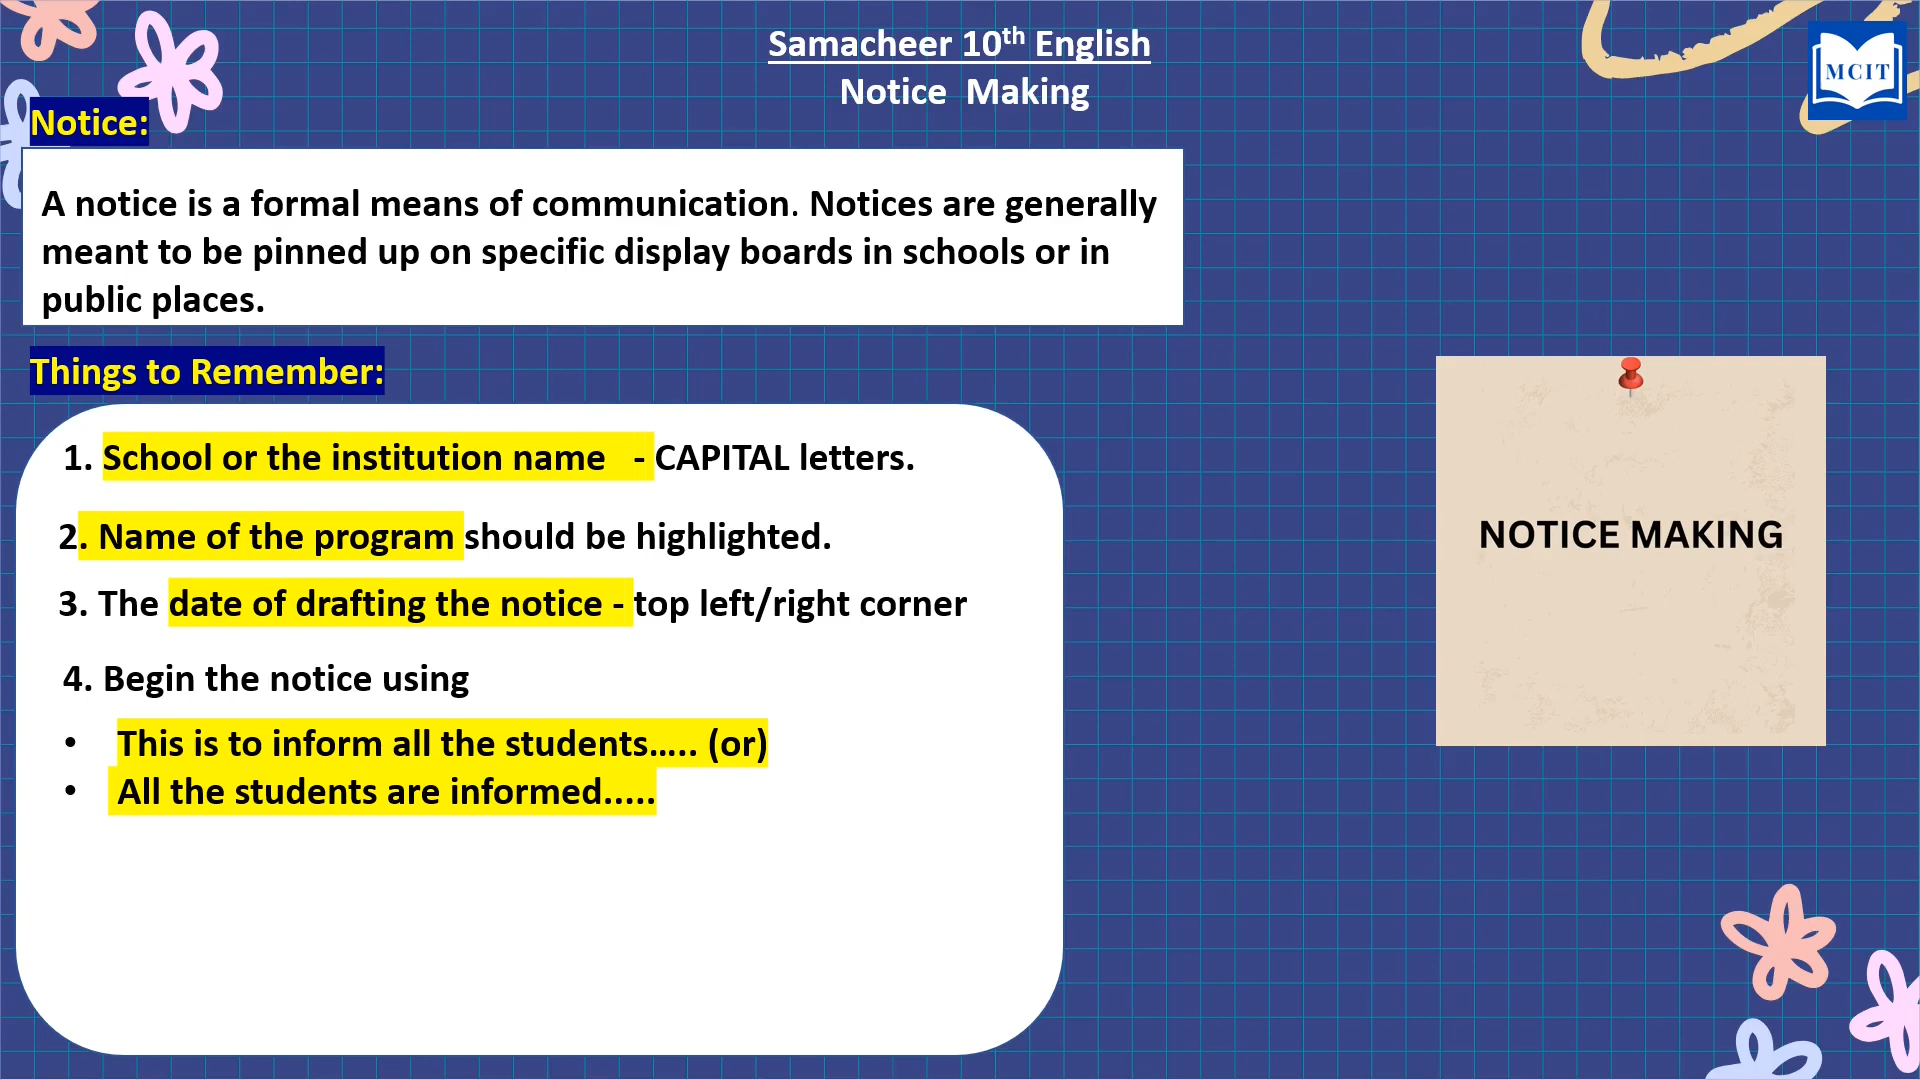 Samacheer 10th English
Notice Making
MCIT
Notice:
A notice is a formal means of communication. Notices are generally
meant to be pinned up on specific display boards in schools or in
public places.
Things to Remember:
1. School or the institution name - CAPITAL letters.
2. Name of the program should be highlighted.
3. The date of drafting the notice - top left/right corner
4. Begin the notice using
• This is to inform all the students..... (or)
• All the students are informed.....
NOTICE MAKING